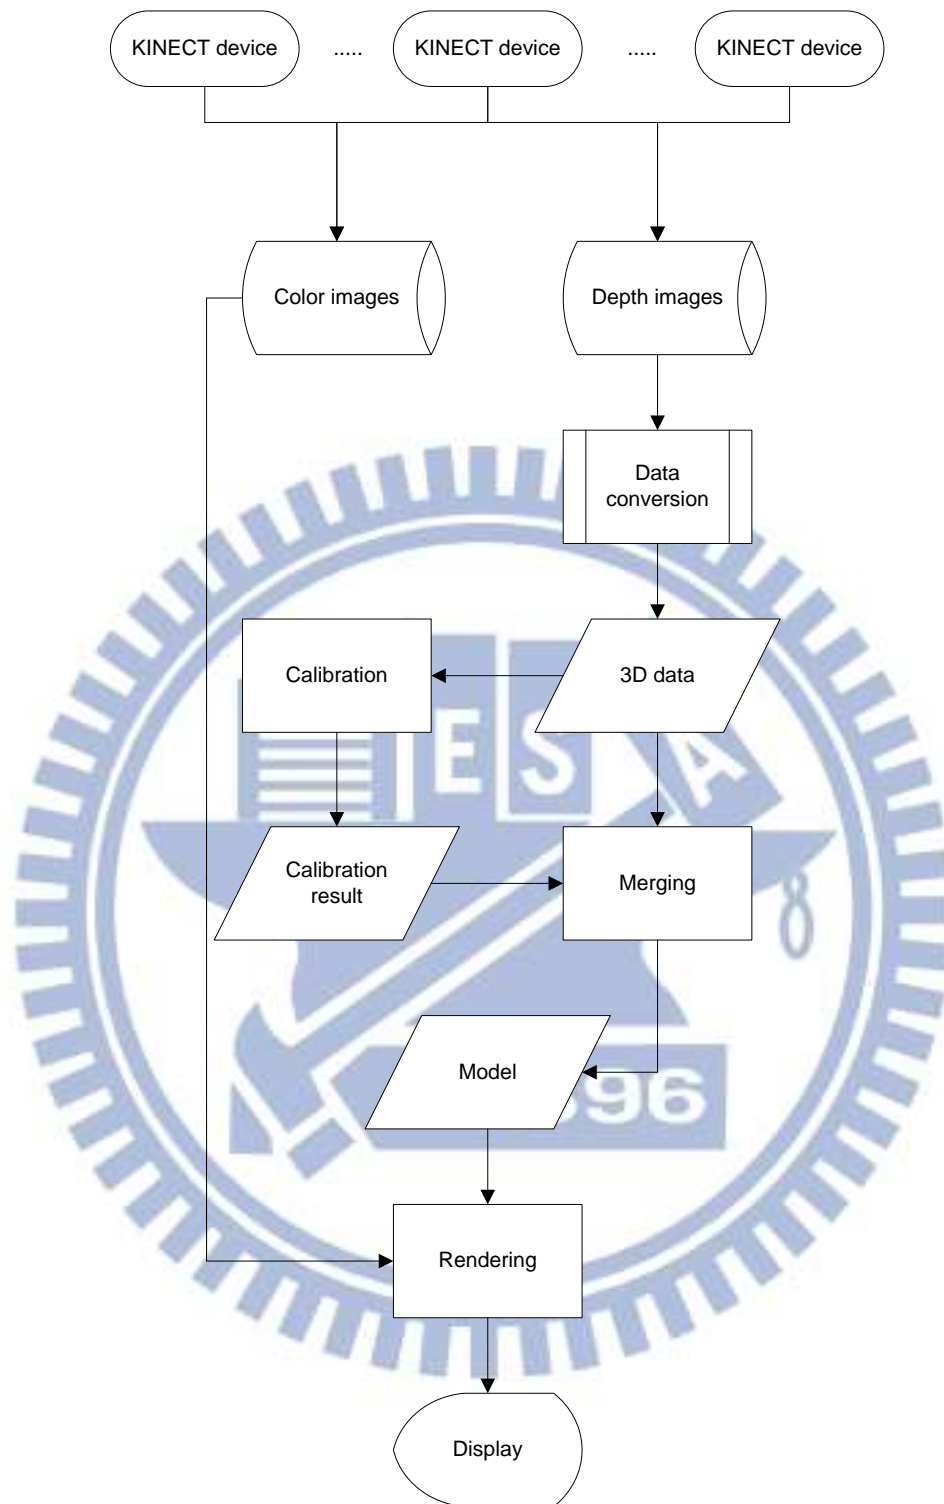 KINECT device ..... KINECT device ..... KINECT device
Color images
Depth images
Data
conversion
Calibration
3D data
E S A
Calibration
result
Merging
Model
896
Rendering
Display